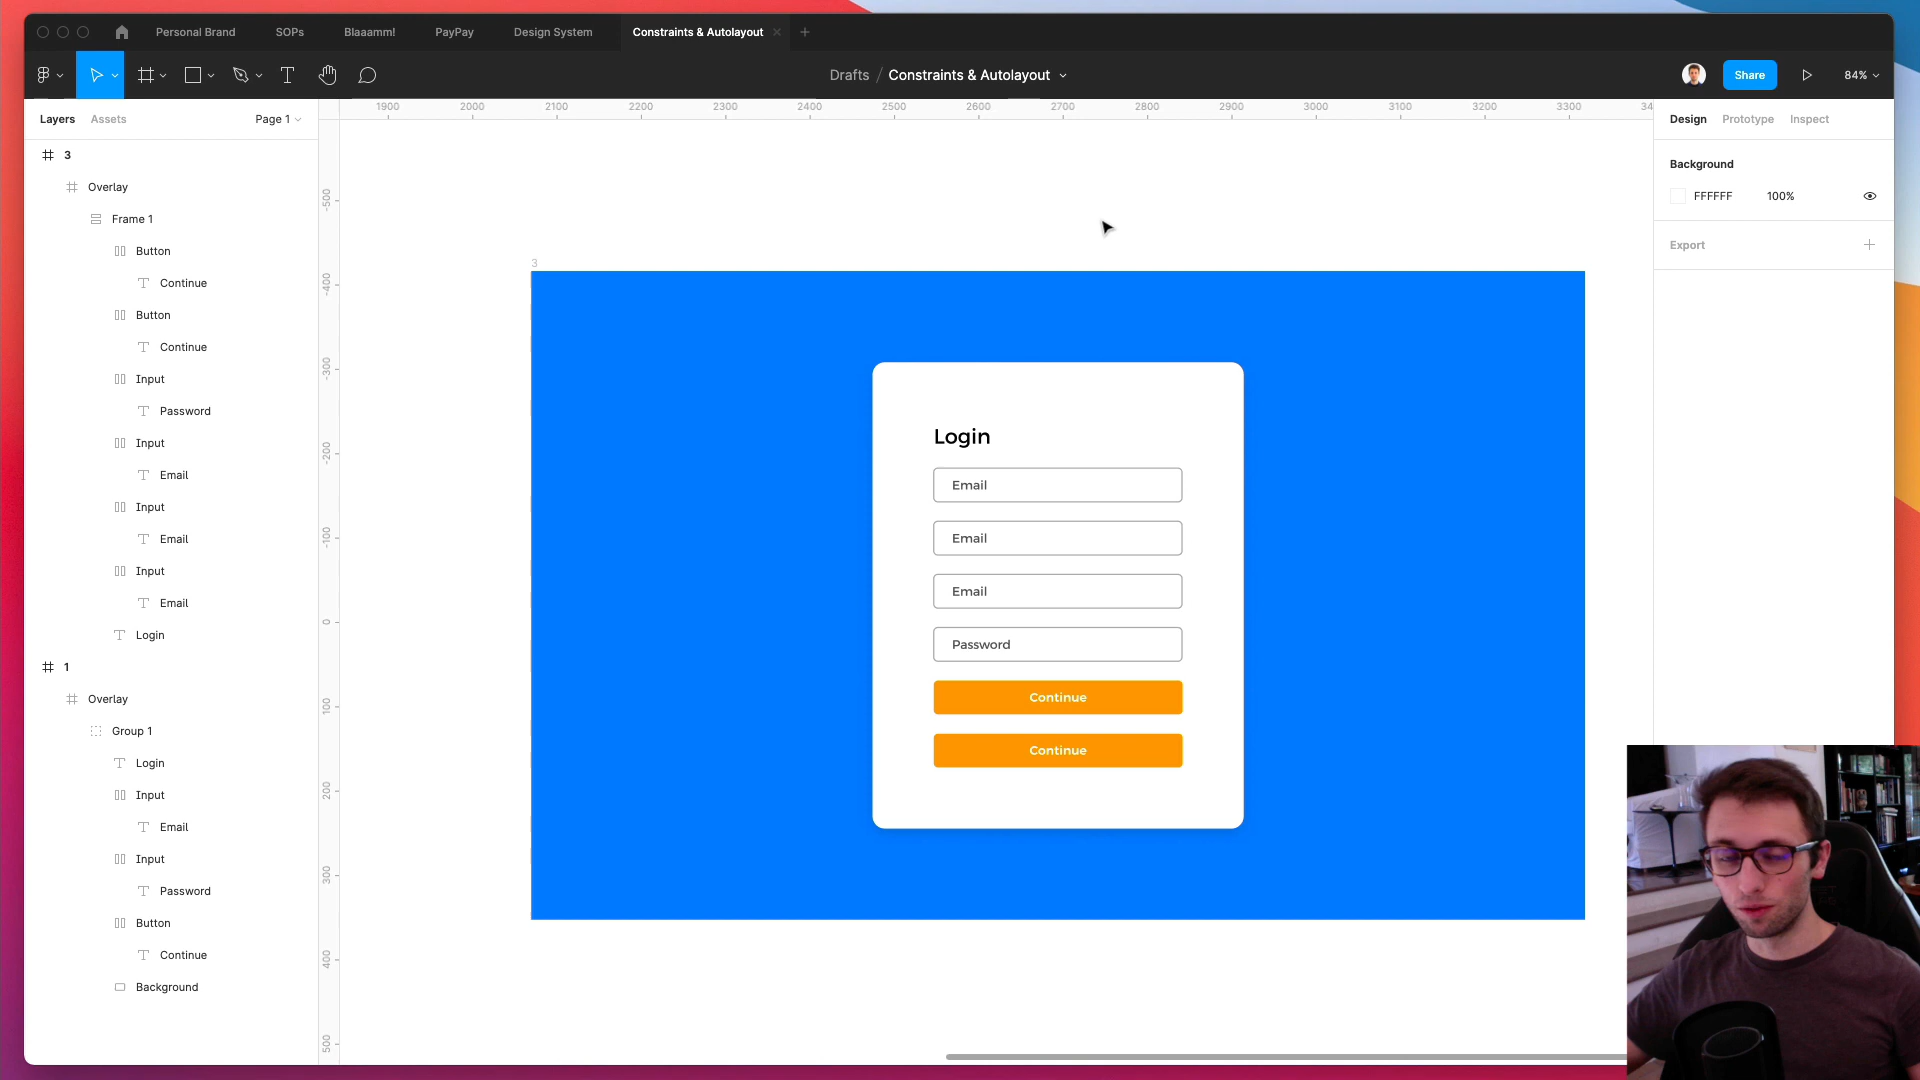 Personal Brand
SOPs
Blaaamm!
PayPay
Design System
Constraints & Autolayout
Drafts / Constraints & Autolayout
Share
84%
Layers
Assets
Page 1
1900 2000 2100 2200 2300 2400 2500 2600 2700 2800 2900 3000 3100 3200 3300 34
Design
Prototype
Inspect
3
Overlay
Frame 1
Button
Continue
Button
Continue
Input
Password
Input
Email
Input
Email
Input
Email
Login
1
Overlay
Group 1
Login
Input
Email
Input
Password
Button
Continue
Background
-500
-400
-300
-200
-100
0
100
200
300
400
500
3
Login
Email
Email
Email
Password
Continue
Continue
Background
FFFFFF 100%
Export